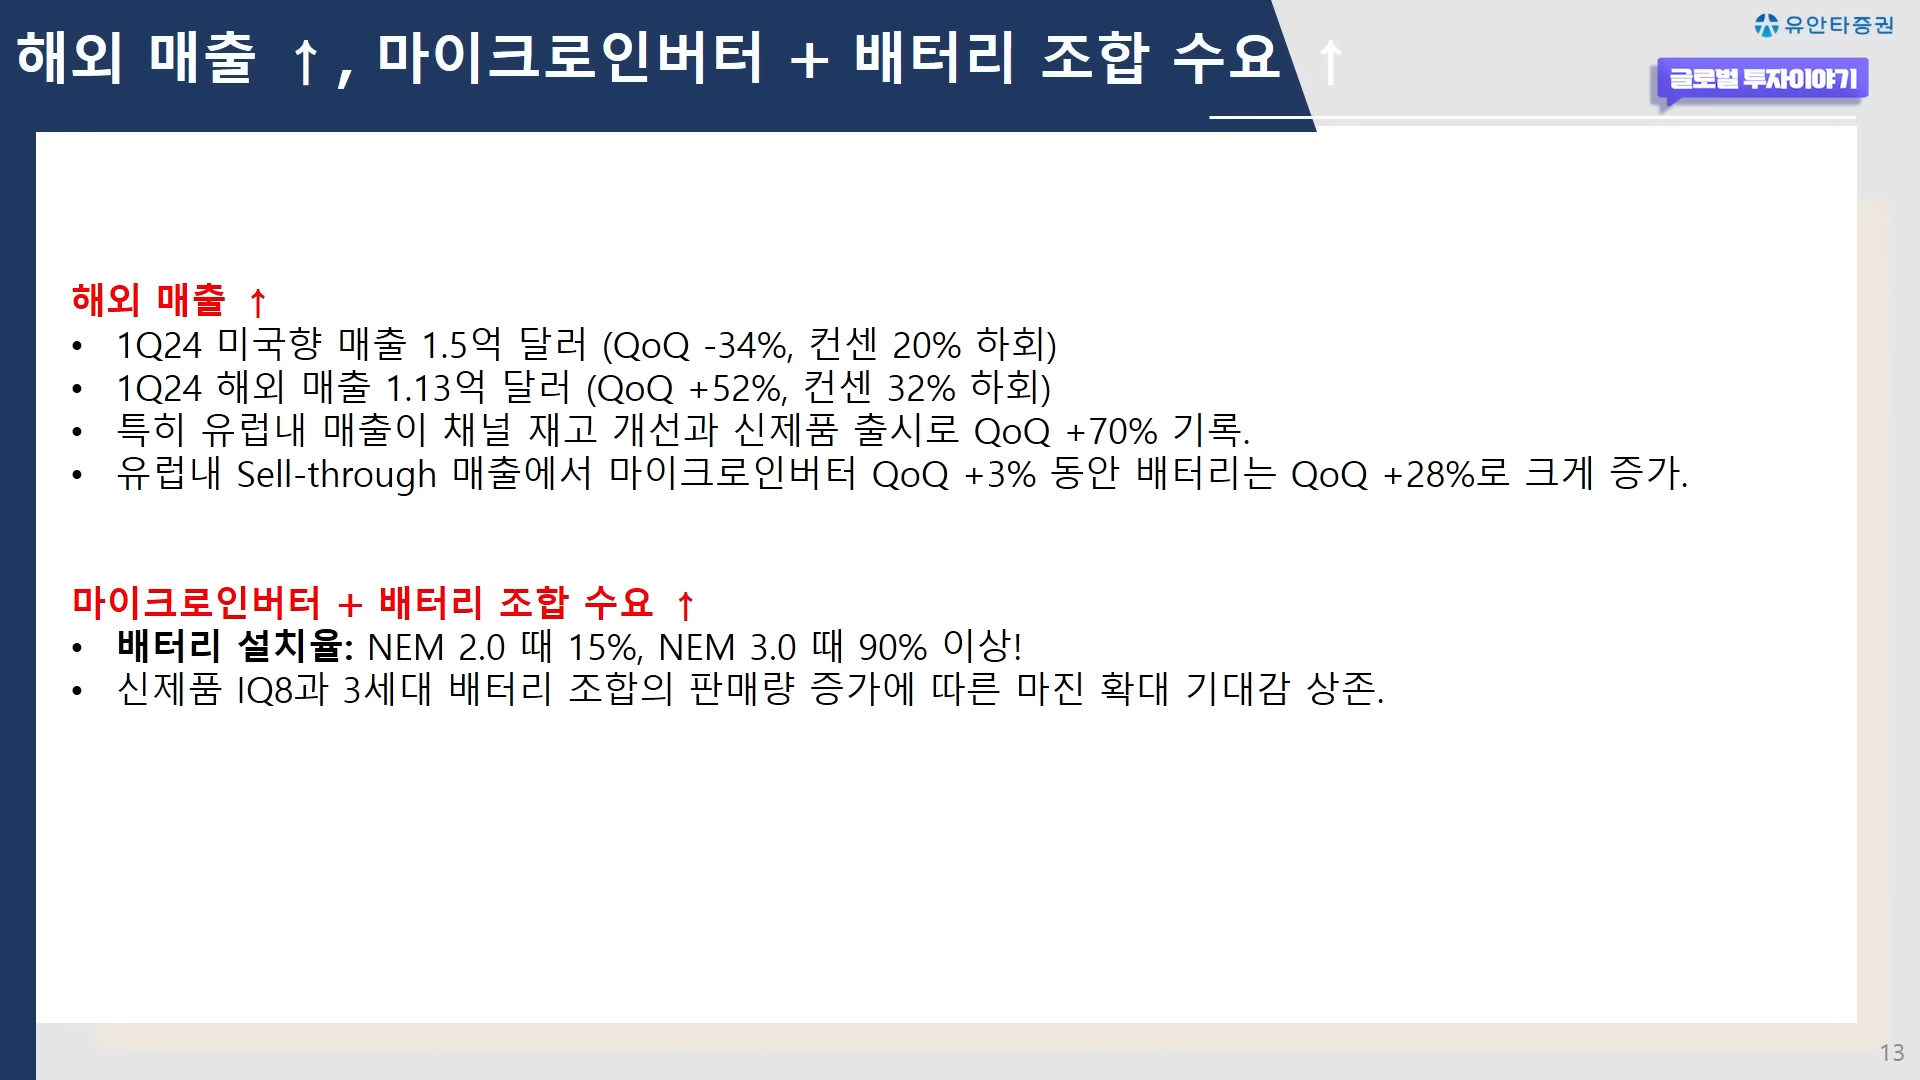 해외 매출 ↑, 마이크로인버터 + 배터리 조합 수요 ↑
유안타증권
글로벌 투자이야기
해외 매출 ↑
• 1Q24 미국향 매출 1.5억 달러 (QoQ -34%, 컨센 20% 하회)
• 1Q24 해외 매출 1.13억 달러 (QoQ +52%, 컨센 32% 하회)
• 특히 유럽내 매출이 채널 재고 개선과 신제품 출시로 QoQ +70% 기록.
• 유럽내 Sell-through 매출에서 마이크로인버터 QoQ +3% 동안 배터리는 QoQ +28%로 크게 증가.
마이크로인버터 + 배터리 조합 수요 ↑
• 배터리 설치율: NEM 2.0 때 15%, NEM 3.0 때 90% 이상!
• 신제품 IQ8과 3세대 배터리 조합의 판매량 증가에 따른 마진 확대 기대감 상존.
13